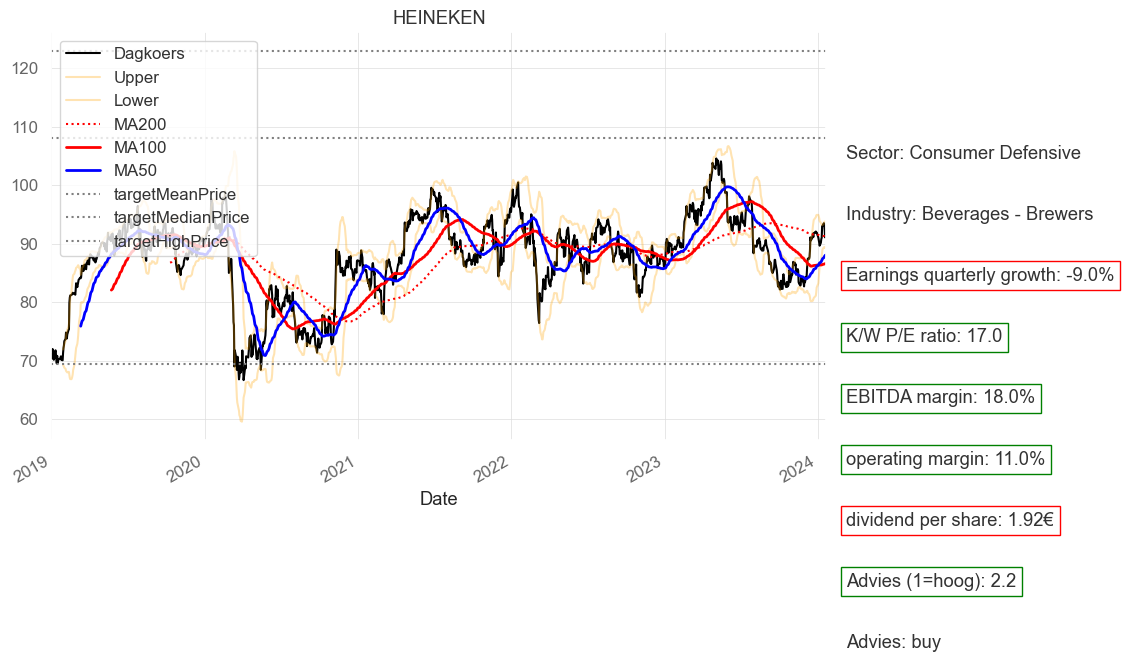 HEINEKEN
Dagkoers
Upper
Lower
MA200
MA100
MA50
targetMeanPrice
targetMedianPrice
targetHighPrice
120
110
100
90
80
70
60
2019
2020
2021
2022
2023
2024
Date
Sector: Consumer Defensive
Industry: Beverages - Brewers
Earnings quarterly growth: -9.0%
K/W P/E ratio: 17.0
EBITDA margin: 18.0%
operating margin: 11.0%
dividend per share: 1.92€
Advies (1=hoog): 2.2
Advies: buy